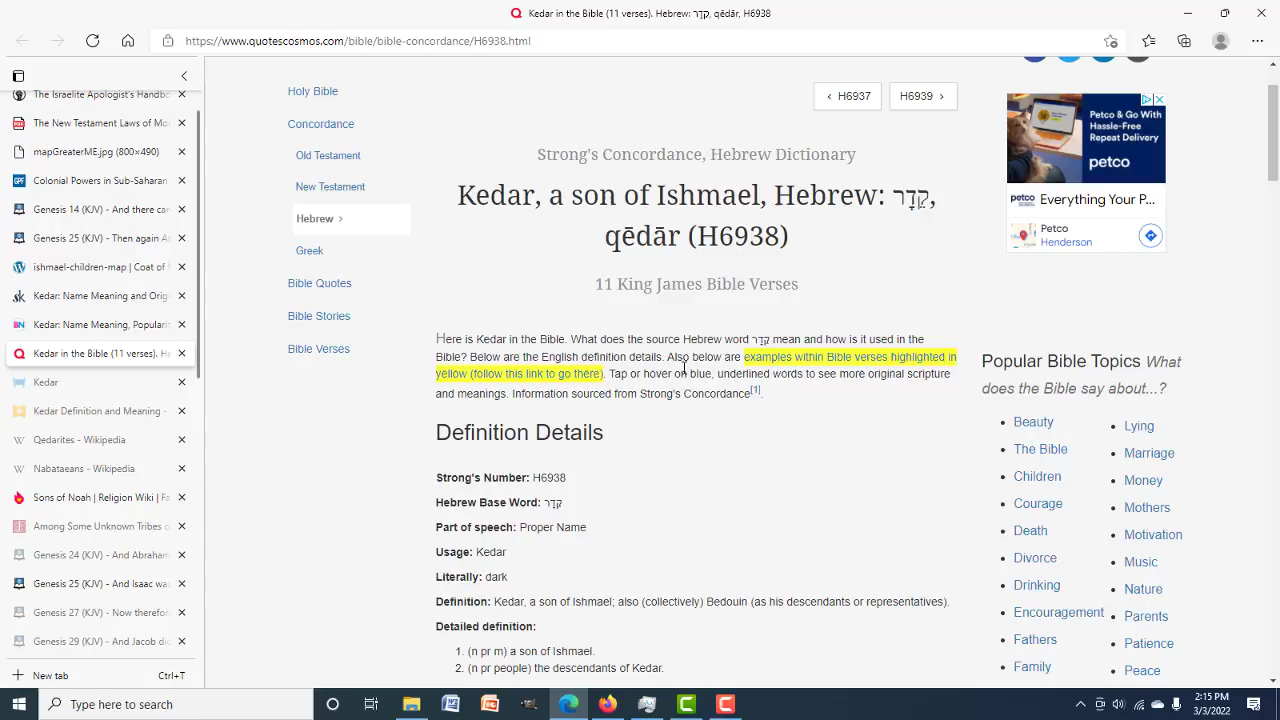 Kedar in the Bible (11 verses). Hebrew: קֵדָר, qēdār, H6938
https://www.quotescosmos.com/bible/bible-concordance/H6938.html
The Israelite Apologist's Handb
The New Testament Laws of Mo
mapGreaterME.jpg (800×490)
Colonial Powers in Sub-Saharan
Genesis 14 (KJV) - And there can
Genesis 25 (KJV) - Then again A
ishmael-children-map | Coat of
Kedar: Name Meaning and Orig
Kedar: Name Meaning, Popularit
Kedar in the Bible (11 verses). H
Kedar
Kedar Definition and Meaning -
Qedarites - Wikipedia
Nabataeans - Wikipedia
Sons of Noah | Religion Wiki | Fa
Among Some Unknown Tribes o
Genesis 24 (KJV) - And Abraham
Genesis 25 (KJV) - And Isaac was
Genesis 27 (KJV) - Now therefor
Genesis 29 (KJV) - And Jacob di
New tab Ctrl+T
Holy Bible
Concordance
Old Testament
New Testament
Hebrew >
Greek
Bible Quotes
Bible Stories
Bible Verses
‹ H6937 H6939 ›
Strong's Concordance, Hebrew Dictionary
Kedar, a son of Ishmael, Hebrew: קֵדָר,
qēdār (H6938)
11 King James Bible Verses
Here is Kedar in the Bible. What does the source Hebrew word קֵדָר mean and how is it used in the
Bible? Below are the English definition details. Also below are examples within Bible verses highlighted in
yellow (follow this link to go there). Tap or hover on blue, underlined words to see more original scripture
and meanings. Information sourced from Strong's Concordance[1].
Definition Details
Strong's Number: H6938
Hebrew Base Word: קֵדָר
Part of speech: Proper Name
Usage: Kedar
Literally: dark
Definition: Kedar, a son of Ishmael; also (collectively) Bedouin (as his descendants or representatives).
Detailed definition:
1. (n pr m) a son of Ishmael.
2. (n pr people) the descendants of Kedar.
Petco & Go With
Hassle-Free
Repeat Delivery
petco
petco Everything Your P...
Petco
Henderson
Popular Bible Topics What
does the Bible say about...?
Beauty
The Bible
Children
Courage
Death
Divorce
Drinking
Encouragement
Fathers
Family
Lying
Marriage
Money
Mothers
Motivation
Music
Nature
Parents
Patience
Peace
Type here to search
2:15 PM
3/3/2022